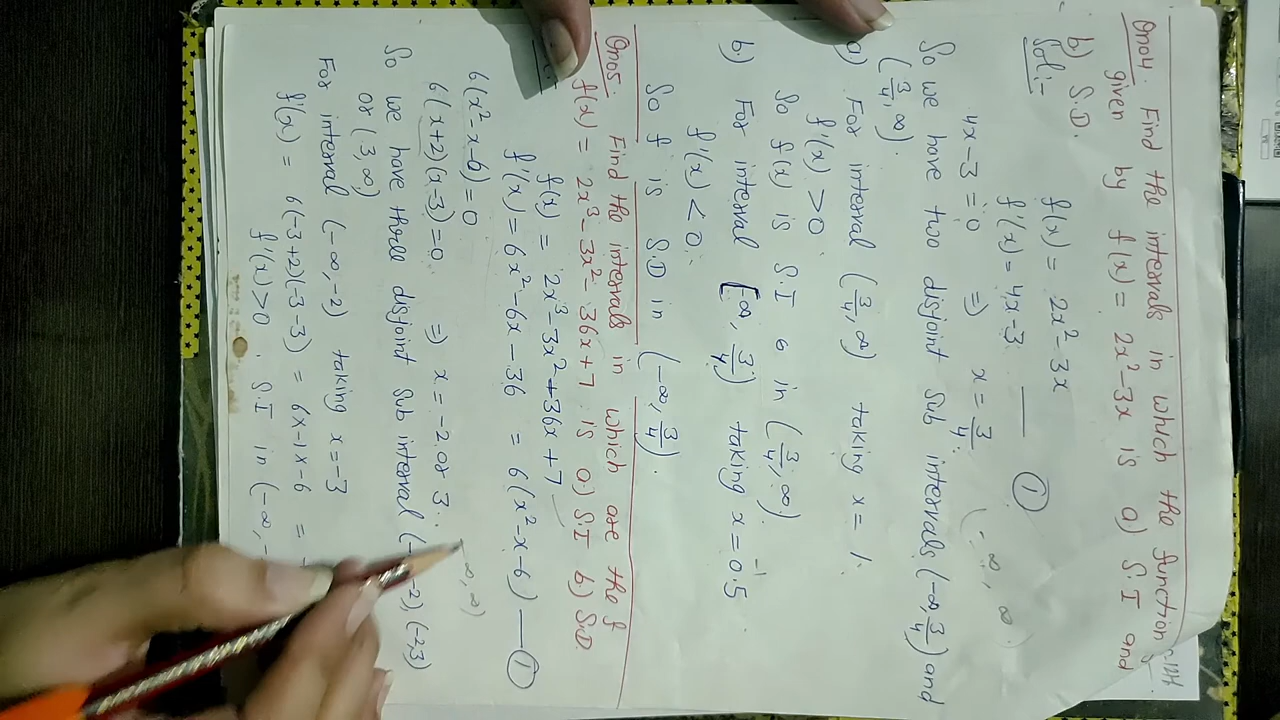 Qno4. Find the intervals in which the function
given by f(x) = 2x² - 3x is a) S.I and
b) S.D.
Sol:-
f(x) = 2x² - 3x
f'(x) = 4x - 3 — ①
4x - 3 = 0 ⇒ x = 3/4.
(-∞, ∞)
So we have two disjoint sub intervals (-∞, 3/4) and
(3/4, ∞).
a) For interval (3/4, ∞) taking x = 1.
f'(x) > 0.
So f(x) is S.I in (3/4, ∞).
b.) For interval (∞, 3/4) taking x = 0.5
-1
f'(x) < 0.
So f is S.D in (-∞, 3/4).
Qno5. Find the intervals in which are the f
f(x) = 2x³ - 3x² - 36x + 7 is a.) S.I b.) S.D
f(x) = 2x³ - 3x² + 36x + 7
f'(x) = 6x² - 6x - 36 = 6(x² - x - 6) — ①
6(x² - x - 6) = 0
(-∞, ∞)
6(x+2)(x-3) = 0 ⇒ x = -2 or 3.
So we have three disjoint sub interval (-2), (-2,3)
or (3, ∞)
For interval (-∞, -2) taking x = -3
f'(x) = 6(-3+2)(-3-3) = 6x-1x-6 =
f'(x) > 0. S.I in (-∞, -